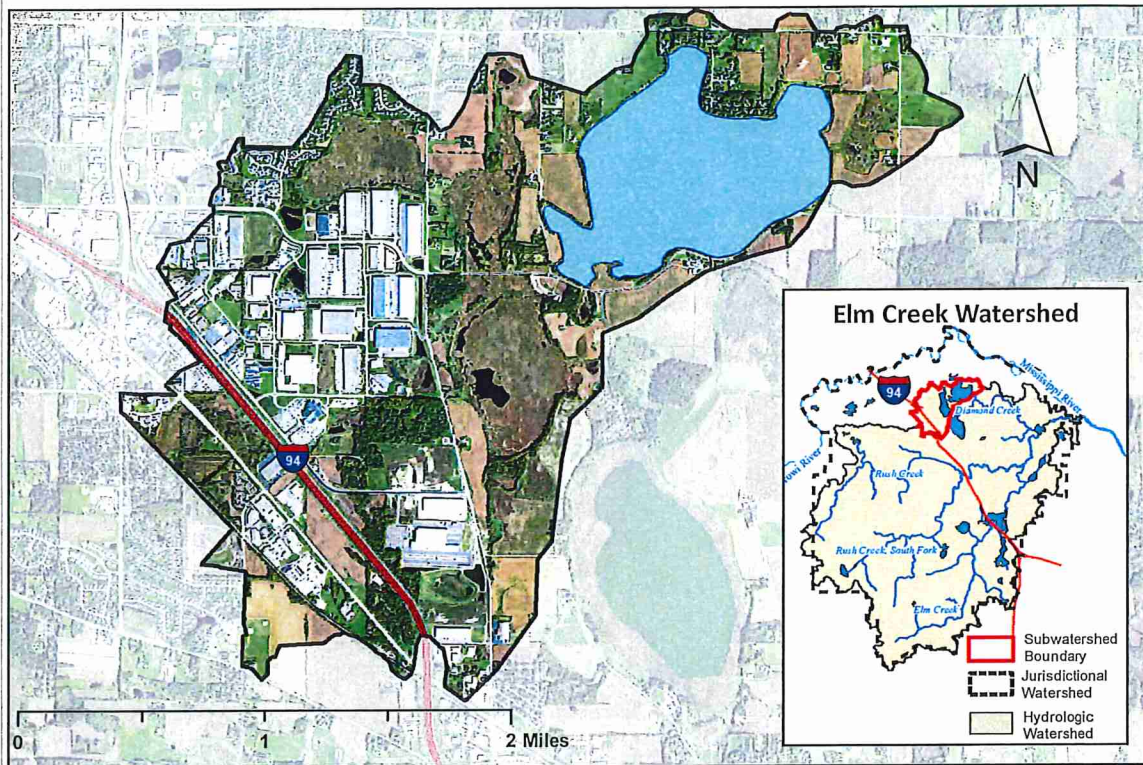 N
94
0
1
2 Miles
Elm Creek Watershed
Mississippi River
94
Diamond Creek
River
Rush Creek
Rush Creek, South Fork
Elm Creek
Subwatershed
Boundary
Jurisdictional
Watershed
Hydrologic
Watershed